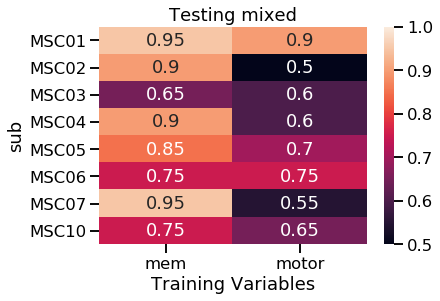 Testing mixed
sub
MSC01 0.95 0.9
MSC02 0.9 0.5
MSC03 0.65 0.6
MSC04 0.9 0.6
MSC05 0.85 0.7
MSC06 0.75 0.75
MSC07 0.95 0.55
MSC10 0.75 0.65
mem motor
Training Variables
1.0
0.9
0.8
0.7
0.6
0.5